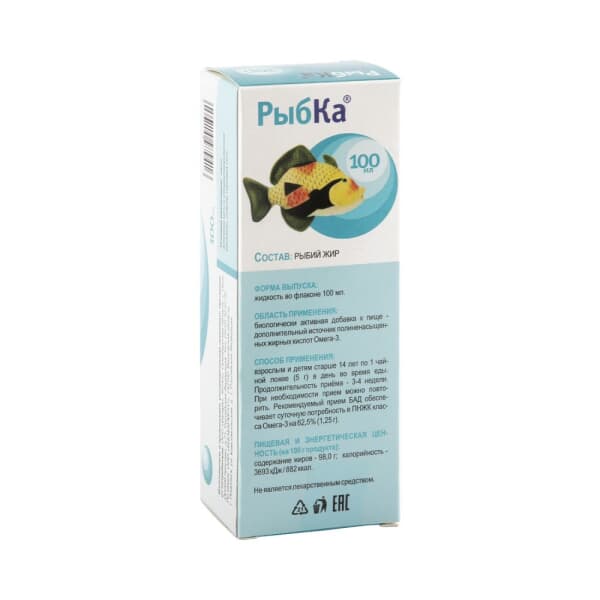 РыбКа
РыбКа®
100
мл
СОСТАВ: РЫБИЙ ЖИР
ФОРМА ВЫПУСКА:
жидкость во флаконе 100 мл.
ОБЛАСТЬ ПРИМЕНЕНИЯ:
биологически активная добавка к пище -
дополнительный источник полиненасыщен-
ных жирных кислот Омега-3.
СПОСОБ ПРИМЕНЕНИЯ:
взрослым и детям старше 14 лет по 1 чай-
ной ложке (5 г) в день во время еды.
Продолжительность приёма - 3-4 недели.
При необходимости прием можно повто-
рить. Рекомендуемый прием БАД обеспе-
чивает суточную потребность в ПНЖК клас-
са Омега-3 на 62,5% (1,25 г).
ПИЩЕВАЯ И ЭНЕРГЕТИЧЕСКАЯ ЦЕН-
НОСТЬ (на 100 г продукта):
содержание жиров - 98,0 г; калорийность -
3693 кДж / 882 ккал.
Не является лекарственным средством.
EAC
100